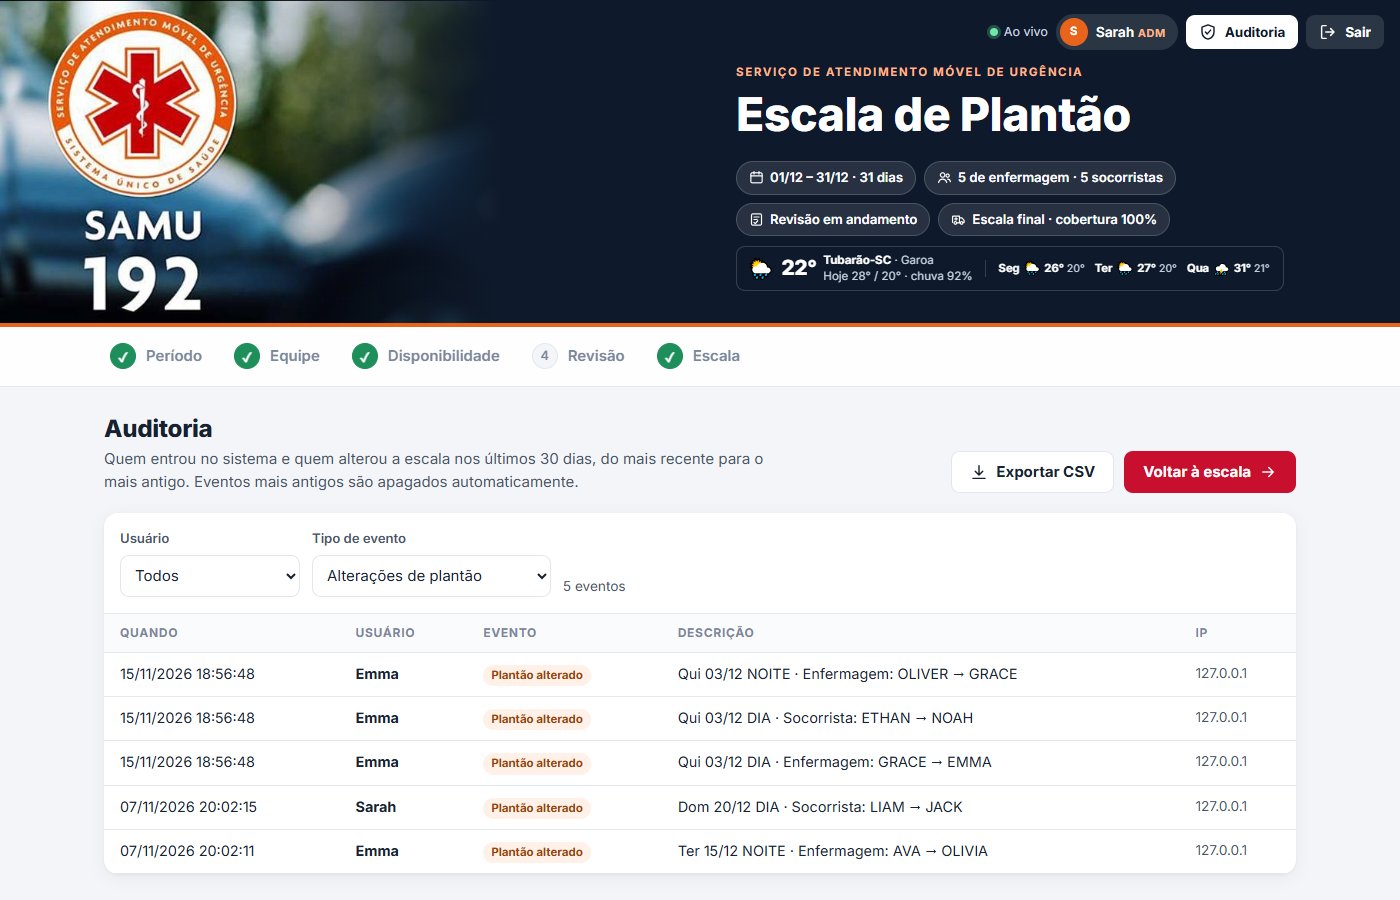 SERVIÇO DE ATENDIMENTO MÓVEL DE URGÊNCIA
SISTEMA ÚNICO DE SAÚDE
SAMU
192
Ao vivo
S Sarah ADM
Auditoria
Sair
SERVIÇO DE ATENDIMENTO MÓVEL DE URGÊNCIA
Escala de Plantão
01/12 – 31/12 · 31 dias
5 de enfermagem · 5 socorristas
Revisão em andamento
Escala final · cobertura 100%
22° Tubarão-SC · Garoa
Hoje 28° / 20° · chuva 92%
Seg 26° 20° Ter 27° 20° Qua 31° 21°
Período
Equipe
Disponibilidade
4 Revisão
Escala
Auditoria
Quem entrou no sistema e quem alterou a escala nos últimos 30 dias, do mais recente para o
mais antigo. Eventos mais antigos são apagados automaticamente.
Exportar CSV
Voltar à escala →
Usuário
Todos
Tipo de evento
Alterações de plantão
5 eventos
QUANDO USUÁRIO EVENTO DESCRIÇÃO IP
15/11/2026 18:56:48 Emma Plantão alterado Qui 03/12 NOITE · Enfermagem: OLIVER → GRACE 127.0.0.1
15/11/2026 18:56:48 Emma Plantão alterado Qui 03/12 DIA · Socorrista: ETHAN → NOAH 127.0.0.1
15/11/2026 18:56:48 Emma Plantão alterado Qui 03/12 DIA · Enfermagem: GRACE → EMMA 127.0.0.1
07/11/2026 20:02:15 Sarah Plantão alterado Dom 20/12 DIA · Socorrista: LIAM → JACK 127.0.0.1
07/11/2026 20:02:11 Emma Plantão alterado Ter 15/12 NOITE · Enfermagem: AVA → OLIVIA 127.0.0.1